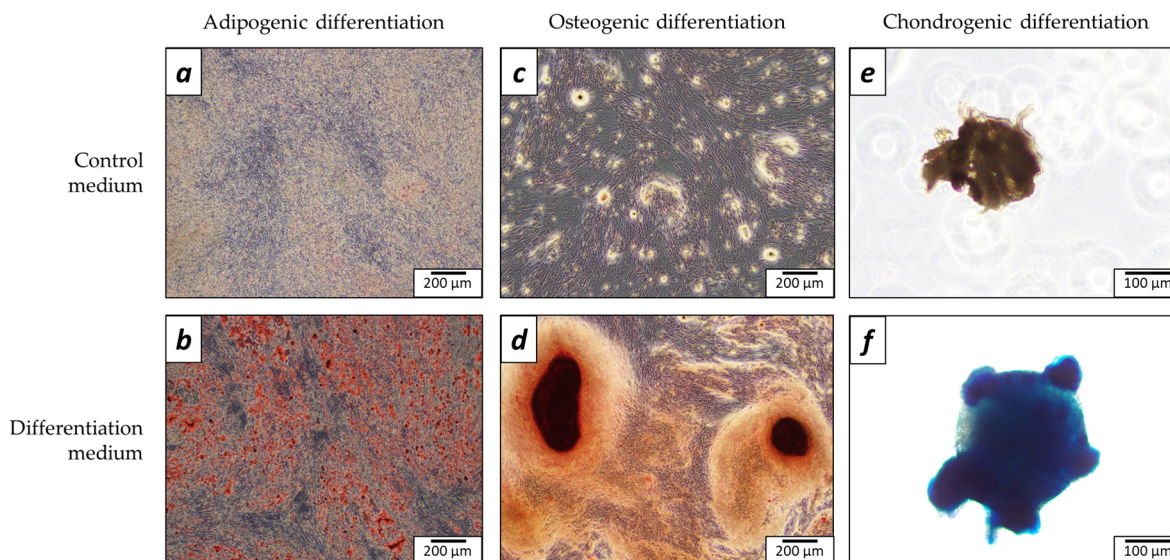 Adipogenic differentiation
Osteogenic differentiation
Chondrogenic differentiation
Control
medium
a
200 µm
c
200 µm
e
100 µm
Differentiation
medium
b
200 µm
d
200 µm
f
100 µm